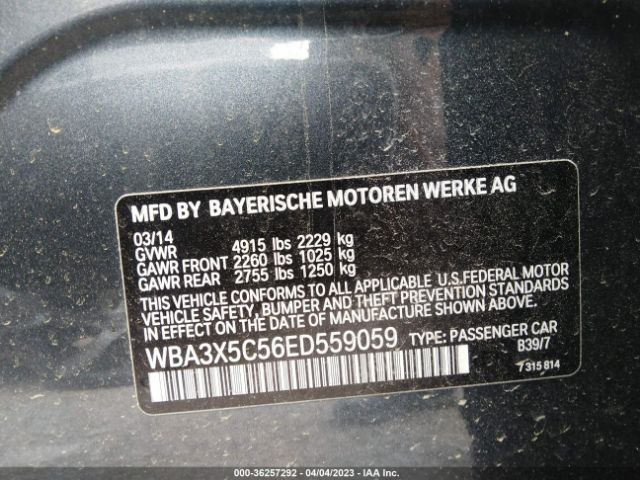 MFD BY BAYERISCHE MOTOREN WERKE AG
03/14
GVWR 4915 lbs 2229 kg
GAWR FRONT 2260 lbs 1025 kg
GAWR REAR 2755 lbs 1250 kg
THIS VEHICLE CONFORMS TO ALL APPLICABLE U.S.FEDERAL MOTOR
VEHICLE SAFETY, BUMPER AND THEFT PREVENTION STANDARDS
IN EFFECT ON THE DATE OF MANUFACTURE SHOWN ABOVE.
WBA3X5C56ED559059 TYPE: PASSENGER CAR
B39/7
7 315 814
000-36257292 - 04/04/2023 - IAA Inc.